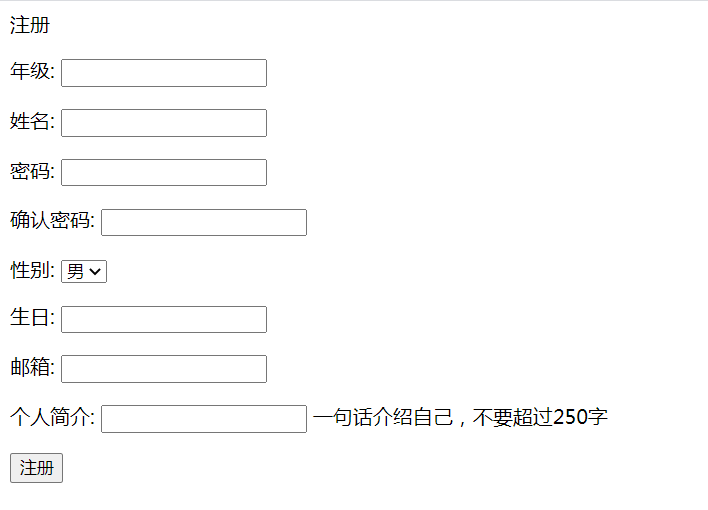 注册
年级:
姓名:
密码:
确认密码:
性别: 男
生日:
邮箱:
个人简介: 一句话介绍自己，不要超过250字
注册